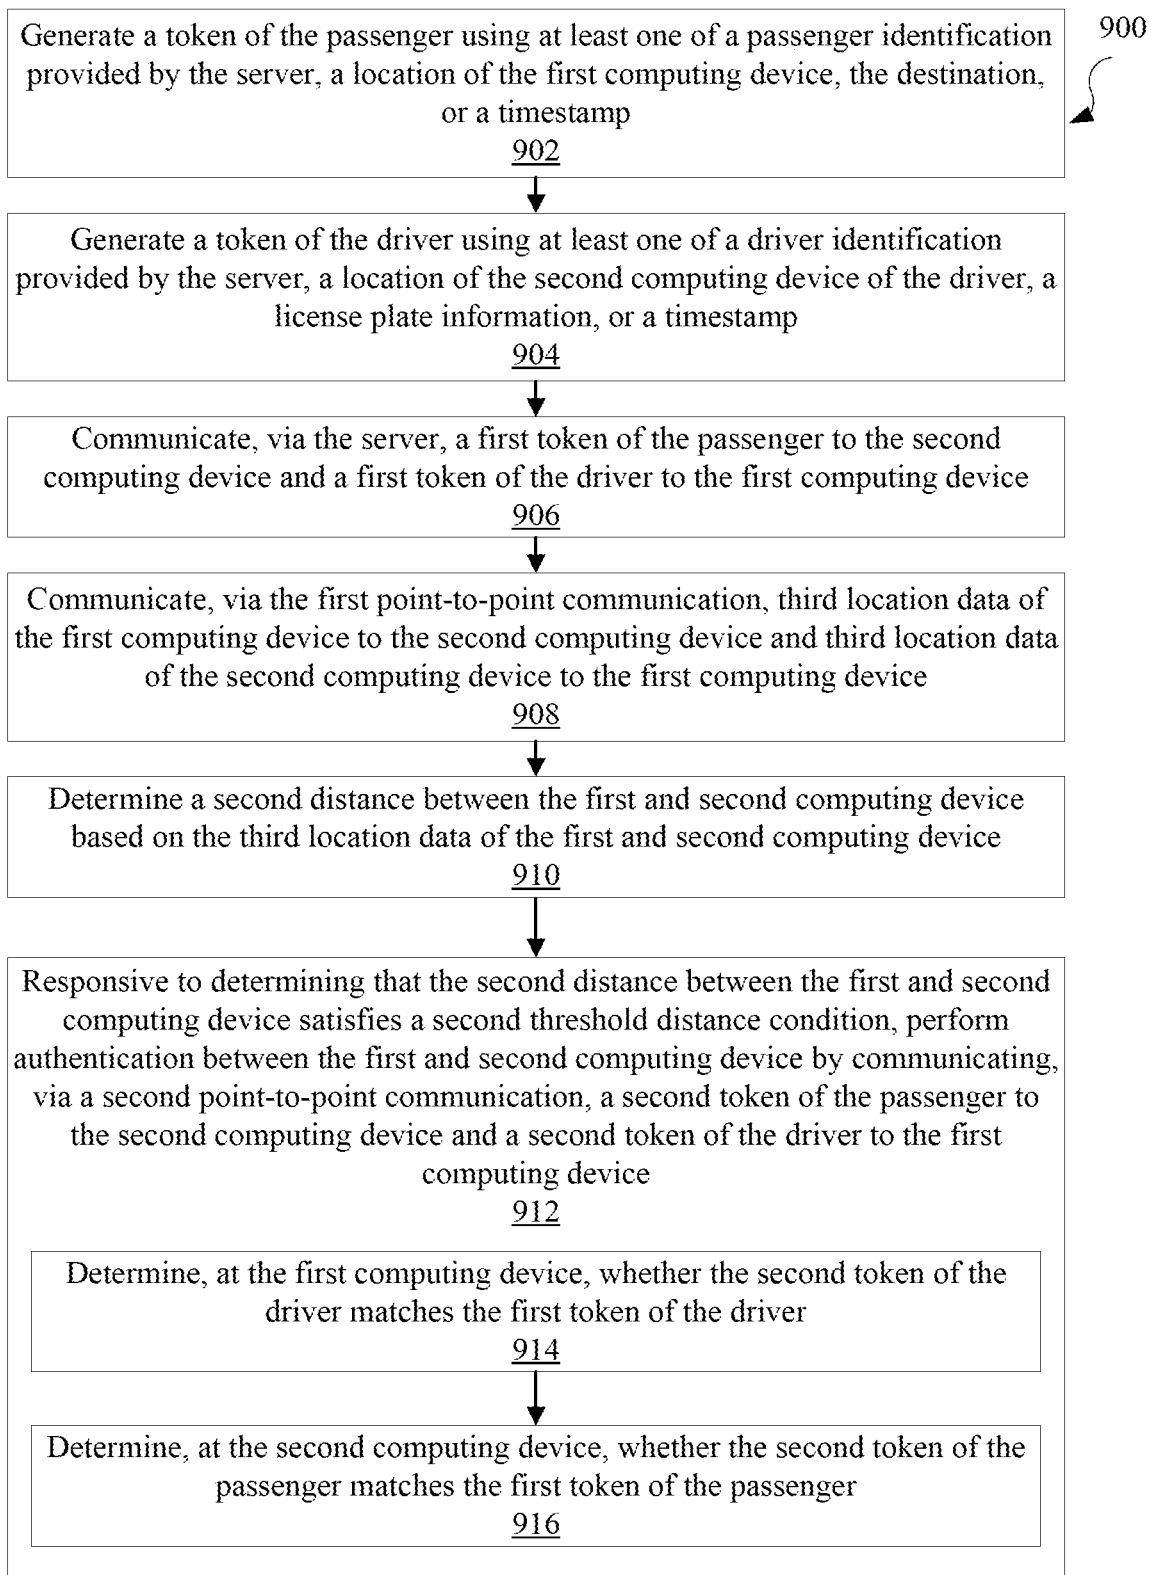 Generate a token of the passenger using at least one of a passenger identification
provided by the server, a location of the first computing device, the destination,
or a timestamp
902
900
Generate a token of the driver using at least one of a driver identification
provided by the server, a location of the second computing device of the driver, a
license plate information, or a timestamp
904
Communicate, via the server, a first token of the passenger to the second
computing device and a first token of the driver to the first computing device
906
Communicate, via the first point-to-point communication, third location data of
the first computing device to the second computing device and third location data
of the second computing device to the first computing device
908
Determine a second distance between the first and second computing device
based on the third location data of the first and second computing device
910
Responsive to determining that the second distance between the first and second
computing device satisfies a second threshold distance condition, perform
authentication between the first and second computing device by communicating,
via a second point-to-point communication, a second token of the passenger to
the second computing device and a second token of the driver to the first
computing device
912
Determine, at the first computing device, whether the second token of the
driver matches the first token of the driver
914
Determine, at the second computing device, whether the second token of the
passenger matches the first token of the passenger
916